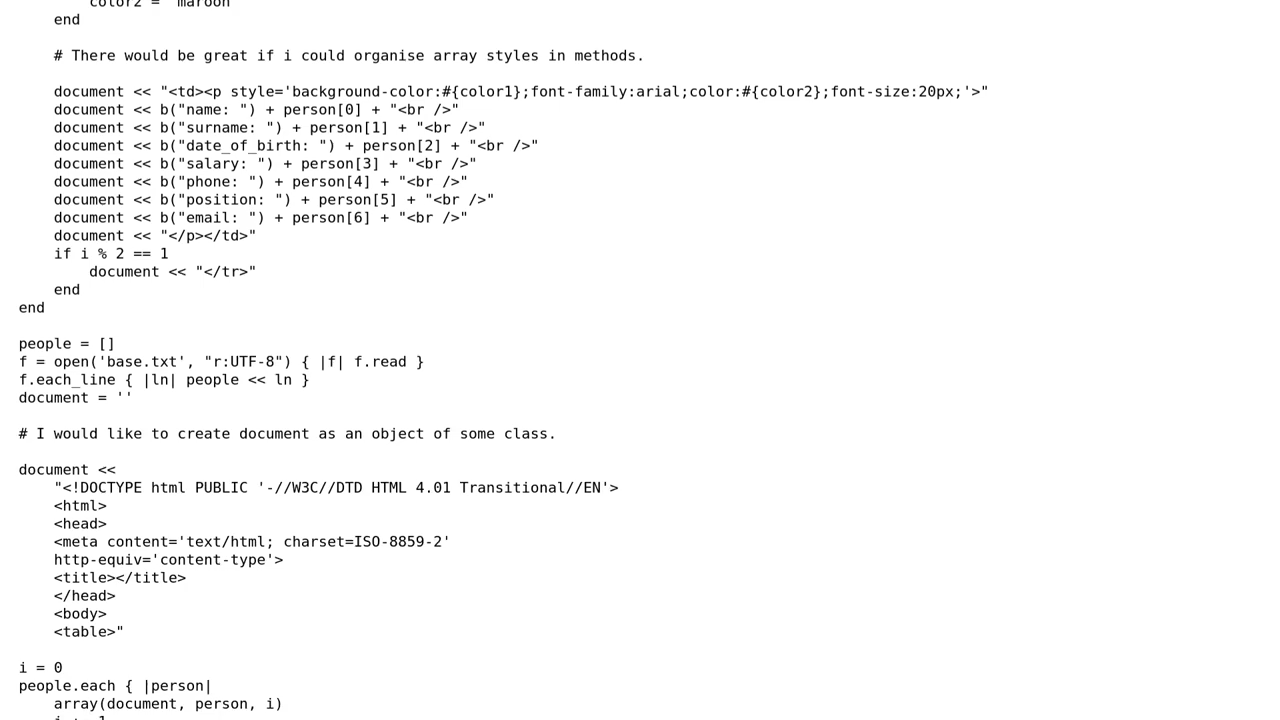 color2 = "maroon"
    end

    # There would be great if i could organise array styles in methods.

    document << "<td><p style='background-color:#{color1};font-family:arial;color:#{color2};font-size:20px;'>"
    document << b("name: ") + person[0] + "<br />"
    document << b("surname: ") + person[1] + "<br />"
    document << b("date_of_birth: ") + person[2] + "<br />"
    document << b("salary: ") + person[3] + "<br />"
    document << b("phone: ") + person[4] + "<br />"
    document << b("position: ") + person[5] + "<br />"
    document << b("email: ") + person[6] + "<br />"
    document << "</p></td>"
    if i % 2 == 1
        document << "</tr>"
    end
end

people = []
f = open('base.txt', "r:UTF-8") { |f| f.read }
f.each_line { |ln| people << ln }
document = ''

# I would like to create document as an object of some class.

document <<
    "<!DOCTYPE html PUBLIC '-//W3C//DTD HTML 4.01 Transitional//EN'>
    <html>
    <head>
    <meta content='text/html; charset=ISO-8859-2'
    http-equiv='content-type'>
    <title></title>
    </head>
    <body>
    <table>"

i = 0
people.each { |person|
    array(document, person, i)